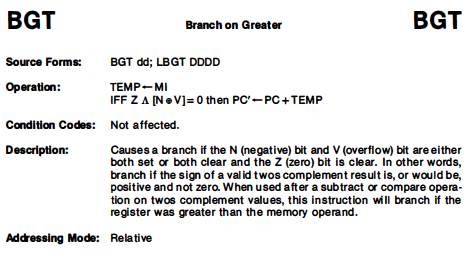 BGT Branch on Greater BGT
Source Forms: BGT dd; LBGT DDDD
Operation: TEMP←MI
IFF Z Λ [N⊕V]=0 then PC'←PC+TEMP
Condition Codes: Not affected.
Description: Causes a branch if the N (negative) bit and V (overflow) bit are either
both set or both clear and the Z (zero) bit is clear. In other words,
branch if the sign of a valid twos complement result is, or would be,
positive and not zero. When used after a subtract or compare opera-
tion on twos complement values, this instruction will branch if the
register was greater than the memory operand.
Addressing Mode: Relative